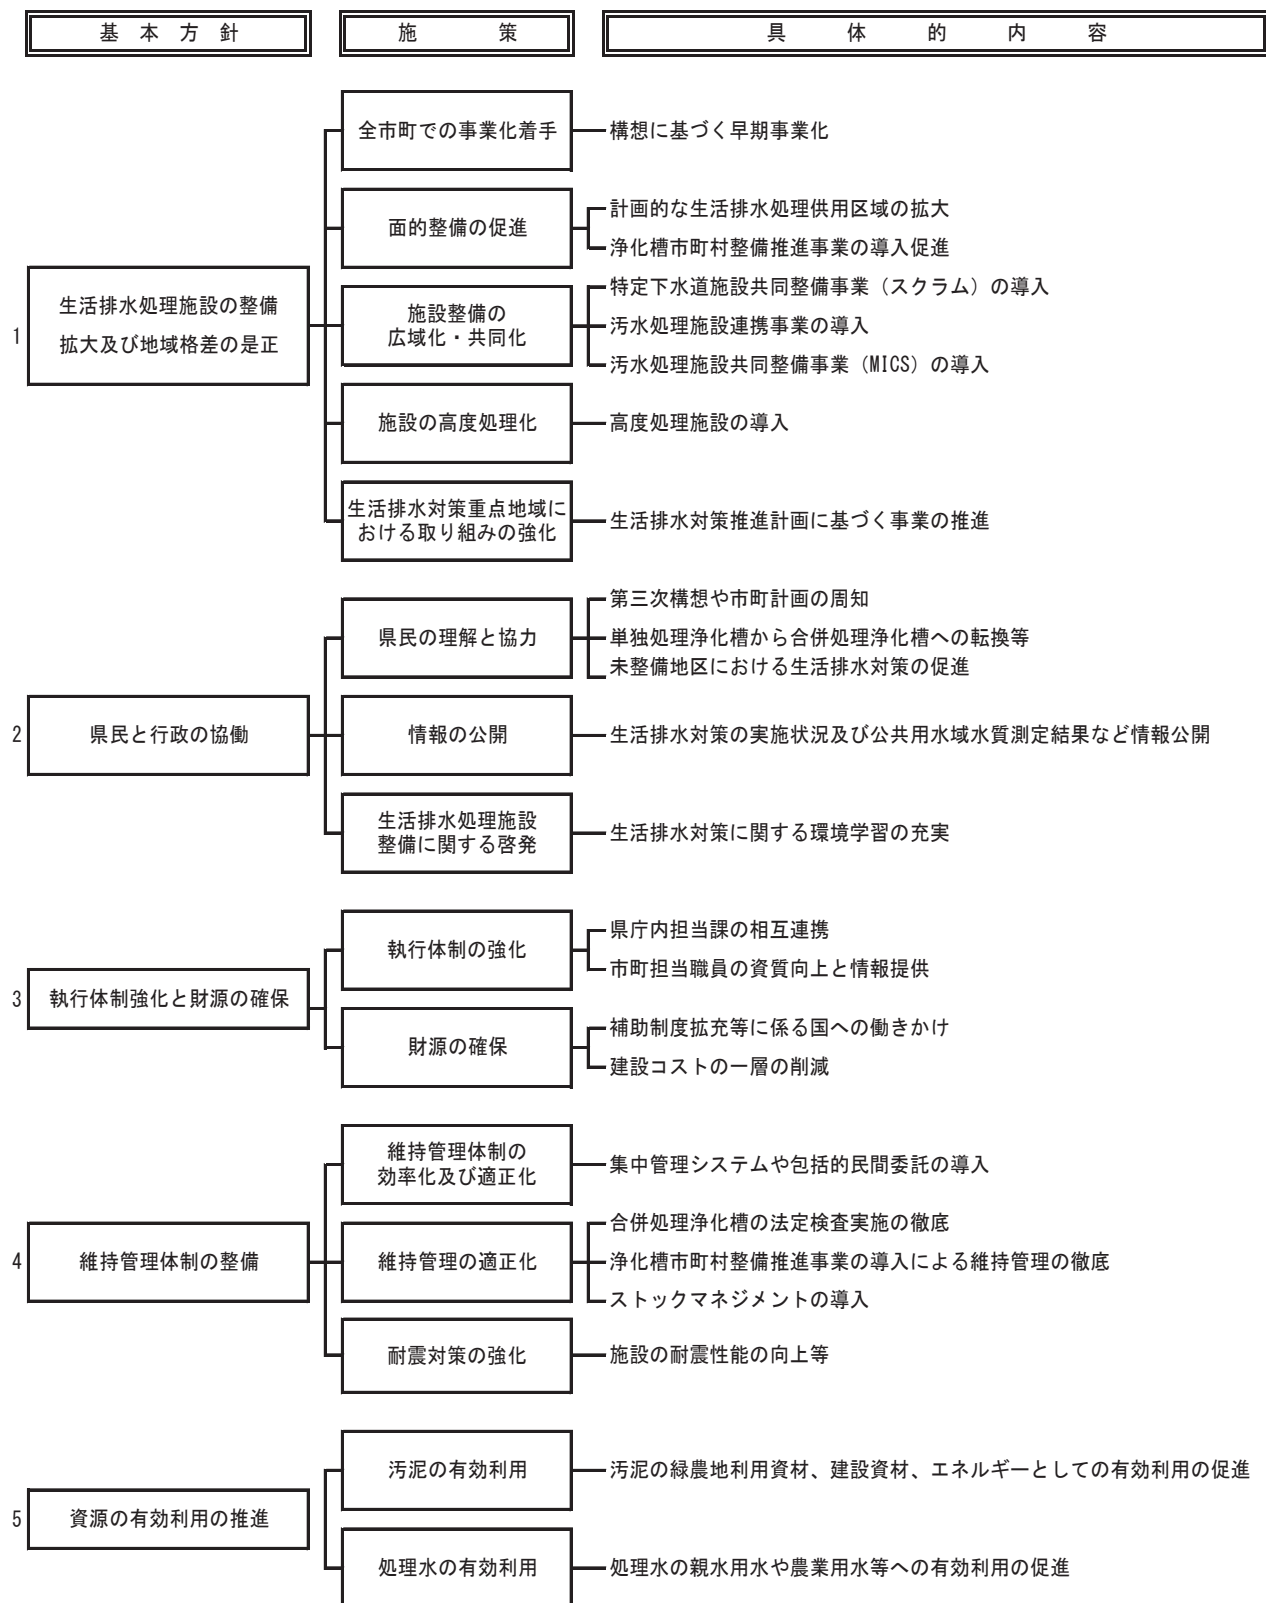 基本方針
施策
具体的内容
全市町での事業化着手
構想に基づく早期事業化
面的整備の促進
計画的な生活排水処理供用区域の拡大
浄化槽市町村整備推進事業の導入促進
1
生活排水処理施設の整備
拡大及び地域格差の是正
施設整備の
広域化・共同化
特定下水道施設共同整備事業（スクラム）の導入
汚水処理施設連携事業の導入
汚水処理施設共同整備事業（MICS）の導入
施設の高度処理化
高度処理施設の導入
生活排水対策重点地域に
おける取り組みの強化
生活排水対策推進計画に基づく事業の推進
県民の理解と協力
第三次構想や市町計画の周知
単独処理浄化槽から合併処理浄化槽への転換等
未整備地区における生活排水対策の促進
2
県民と行政の協働
情報の公開
生活排水対策の実施状況及び公共用水域水質測定結果など情報公開
生活排水処理施設
整備に関する啓発
生活排水対策に関する環境学習の充実
執行体制の強化
県庁内担当課の相互連携
市町担当職員の資質向上と情報提供
3
執行体制強化と財源の確保
財源の確保
補助制度拡充等に係る国への働きかけ
建設コストの一層の削減
維持管理体制の
効率化及び適正化
集中管理システムや包括的民間委託の導入
4
維持管理体制の整備
維持管理の適正化
合併処理浄化槽の法定検査実施の徹底
浄化槽市町村整備推進事業の導入による維持管理の徹底
ストックマネジメントの導入
耐震対策の強化
施設の耐震性能の向上等
汚泥の有効利用
汚泥の緑農地利用資材、建設資材、エネルギーとしての有効利用の促進
5
資源の有効利用の推進
処理水の有効利用
処理水の親水用水や農業用水等への有効利用の促進